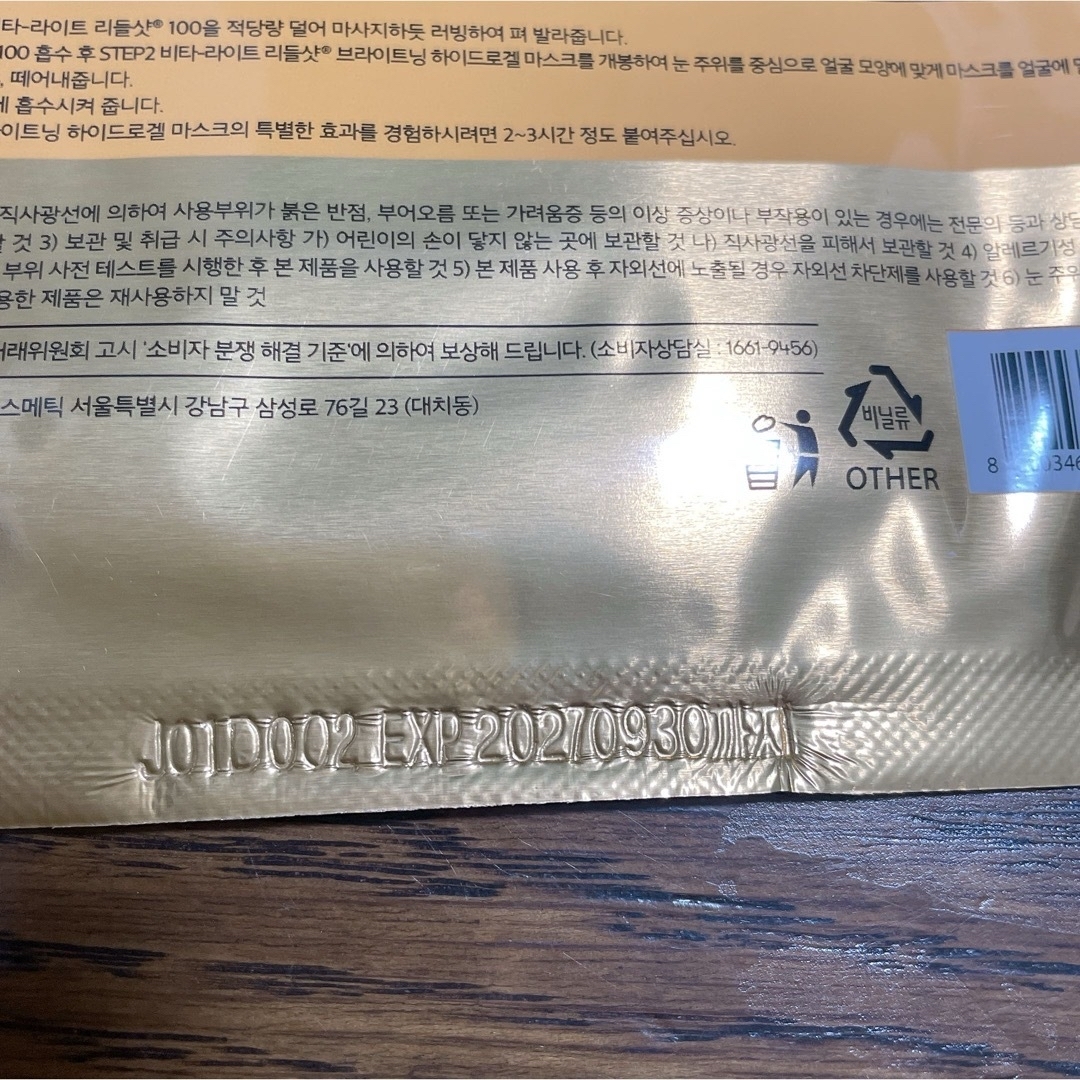 비타-라이트 리들샷® 100을 적당량 덜어 마사지하듯 러빙하여 펴 발라줍니다.
100 흡수 후 STEP2 비타-라이트 리들샷® 브라이트닝 하이드로겔 마스크를 개봉하여 눈 주위를 중심으로 얼굴 모양에 맞게 마스크를 얼굴에
떼어내줍니다.
흡수시켜 줍니다.
하이드로겔 마스크의 특별한 효과를 경험하시려면 2~3시간 정도 붙여주십시오.
직사광선에 의하여 사용부위가 붉은 반점, 부어오름 또는 가려움증 등의 이상 증상이나 부작용이 있는 경우에는 전문의 등과
것 3) 보관 및 취급 시 주의사항 가) 어린이의 손이 닿지 않는 곳에 보관할 것 나) 직사광선을 피해서 보관할 것 4) 알레르기성
부위 사전 테스트를 시행한 후 본 제품을 사용할 것 5) 본 제품 사용 후 자외선에 노출될 경우 자외선 차단제를 사용할 것 6) 눈 주위
제품은 재사용하지 말 것
고시 '소비자 분쟁 해결 기준'에 의하여 보상해 드립니다. (소비자상담실 : 1661-9456)
스메틱 서울특별시 강남구 삼성로 76길 23 (대치동)
비닐류
OTHER
8
J01D002 EXP 20270930까지